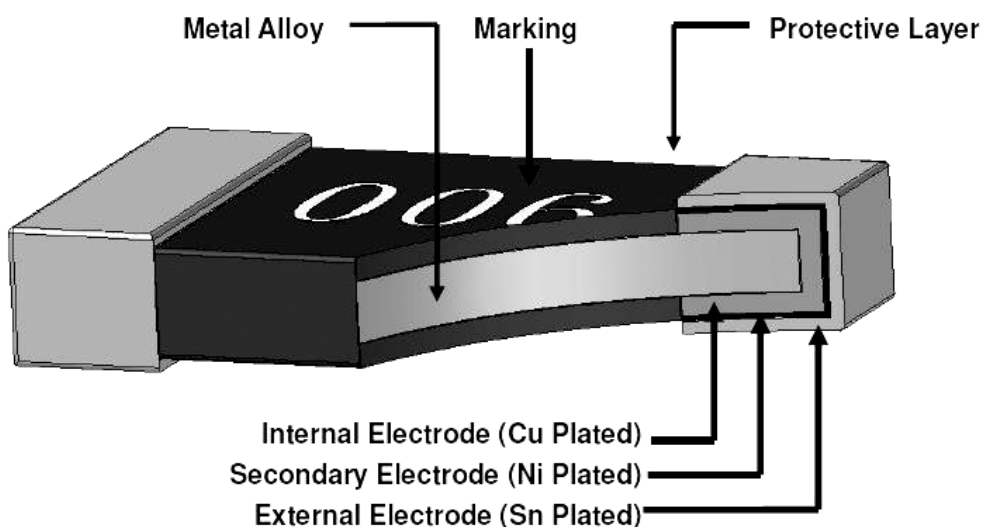 Metal Alloy
Marking
Protective Layer
006
Internal Electrode (Cu Plated)
Secondary Electrode (Ni Plated)
External Electrode (Sn Plated)